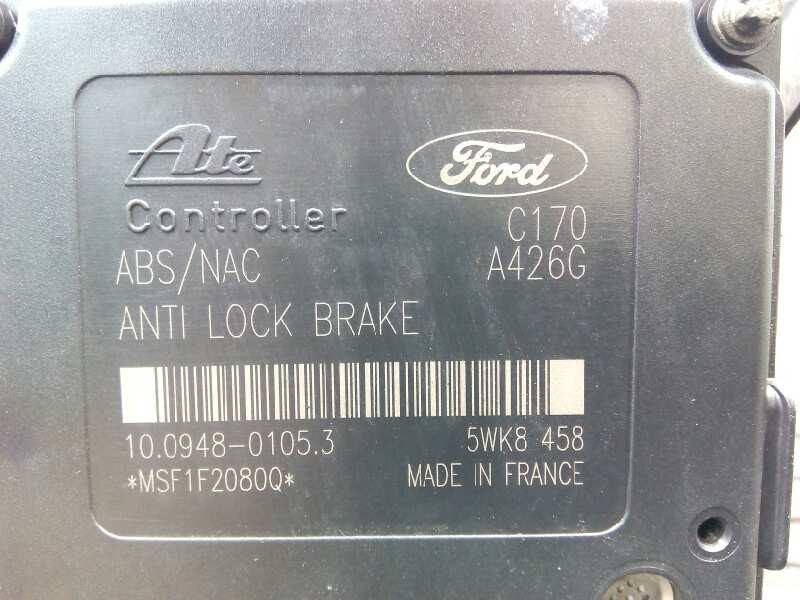 Ate
Ford
Controller
C170
ABS/NAC
A426G
ANTI LOCK BRAKE
10.0948-0105.3
5WK8 458
*MSF1F2080Q*
MADE IN FRANCE